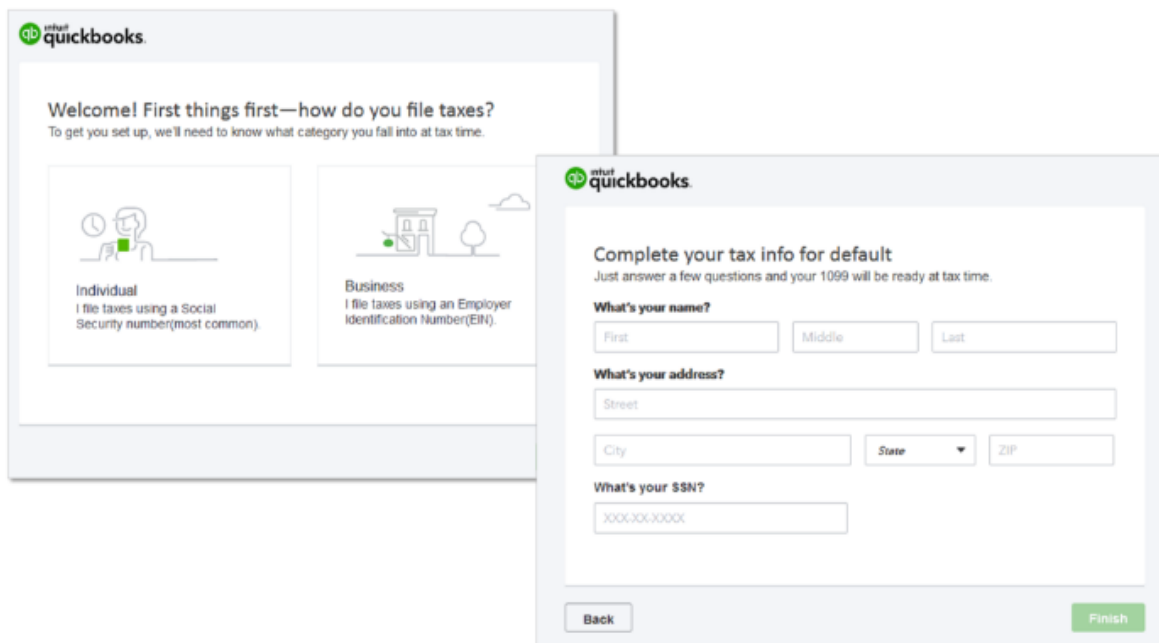 intuit
quickbooks.
Welcome! First things first—how do you file taxes?
To get you set up, we'll need to know what category you fall into at tax time.
Individual
I file taxes using a Social
Security number(most common).
Business
I file taxes using an Employer
Identification Number(EIN).
intuit
quickbooks.
Complete your tax info for default
Just answer a few questions and your 1099 will be ready at tax time.
What's your name?
First Middle Last
What's your address?
Street
City State ZIP
What's your SSN?
XXX-XX-XXXX
Back Finish